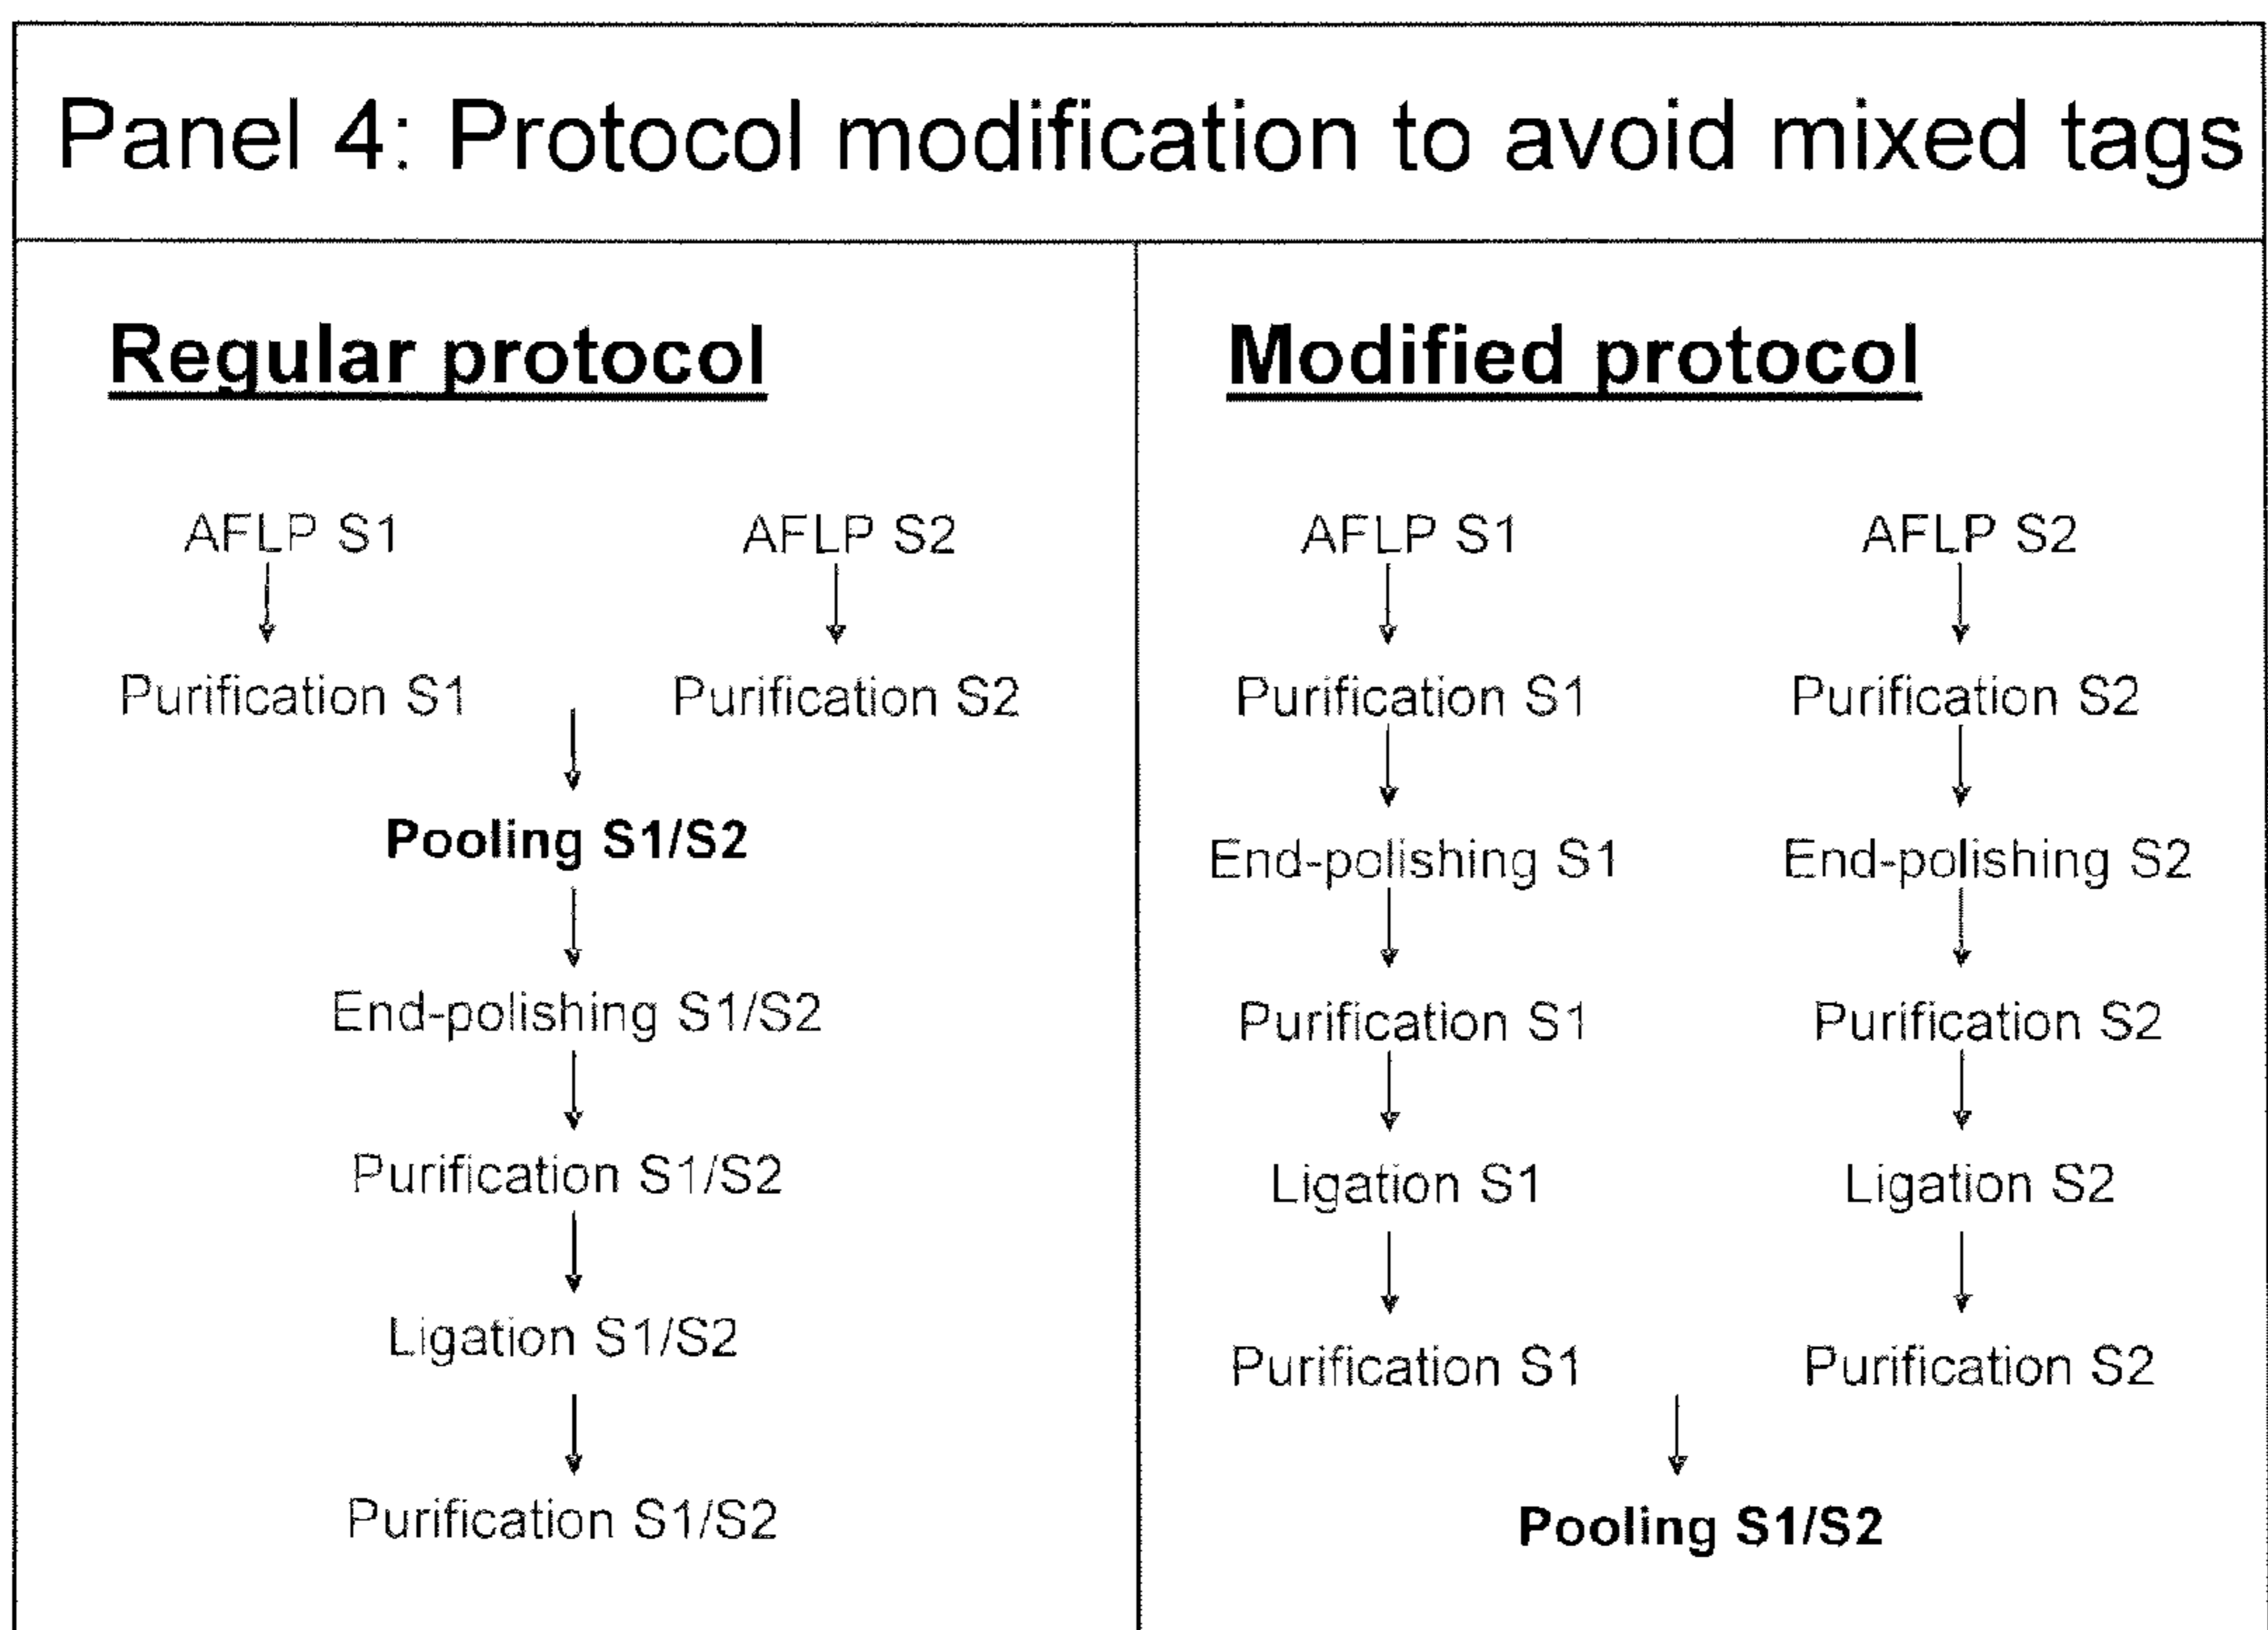 Panel 4: Protocol modification to avoid mixed tags
Regular protocol
AFLP S1 AFLP S2
Purification S1 Purification S2
Pooling S1/S2
End-polishing S1/S2
Purification S1/S2
Ligation S1/S2
Purification S1/S2
Modified protocol
AFLP S1 AFLP S2
Purification S1 Purification S2
End-polishing S1 End-polishing S2
Purification S1 Purification S2
Ligation S1 Ligation S2
Purification S1 Purification S2
Pooling S1/S2